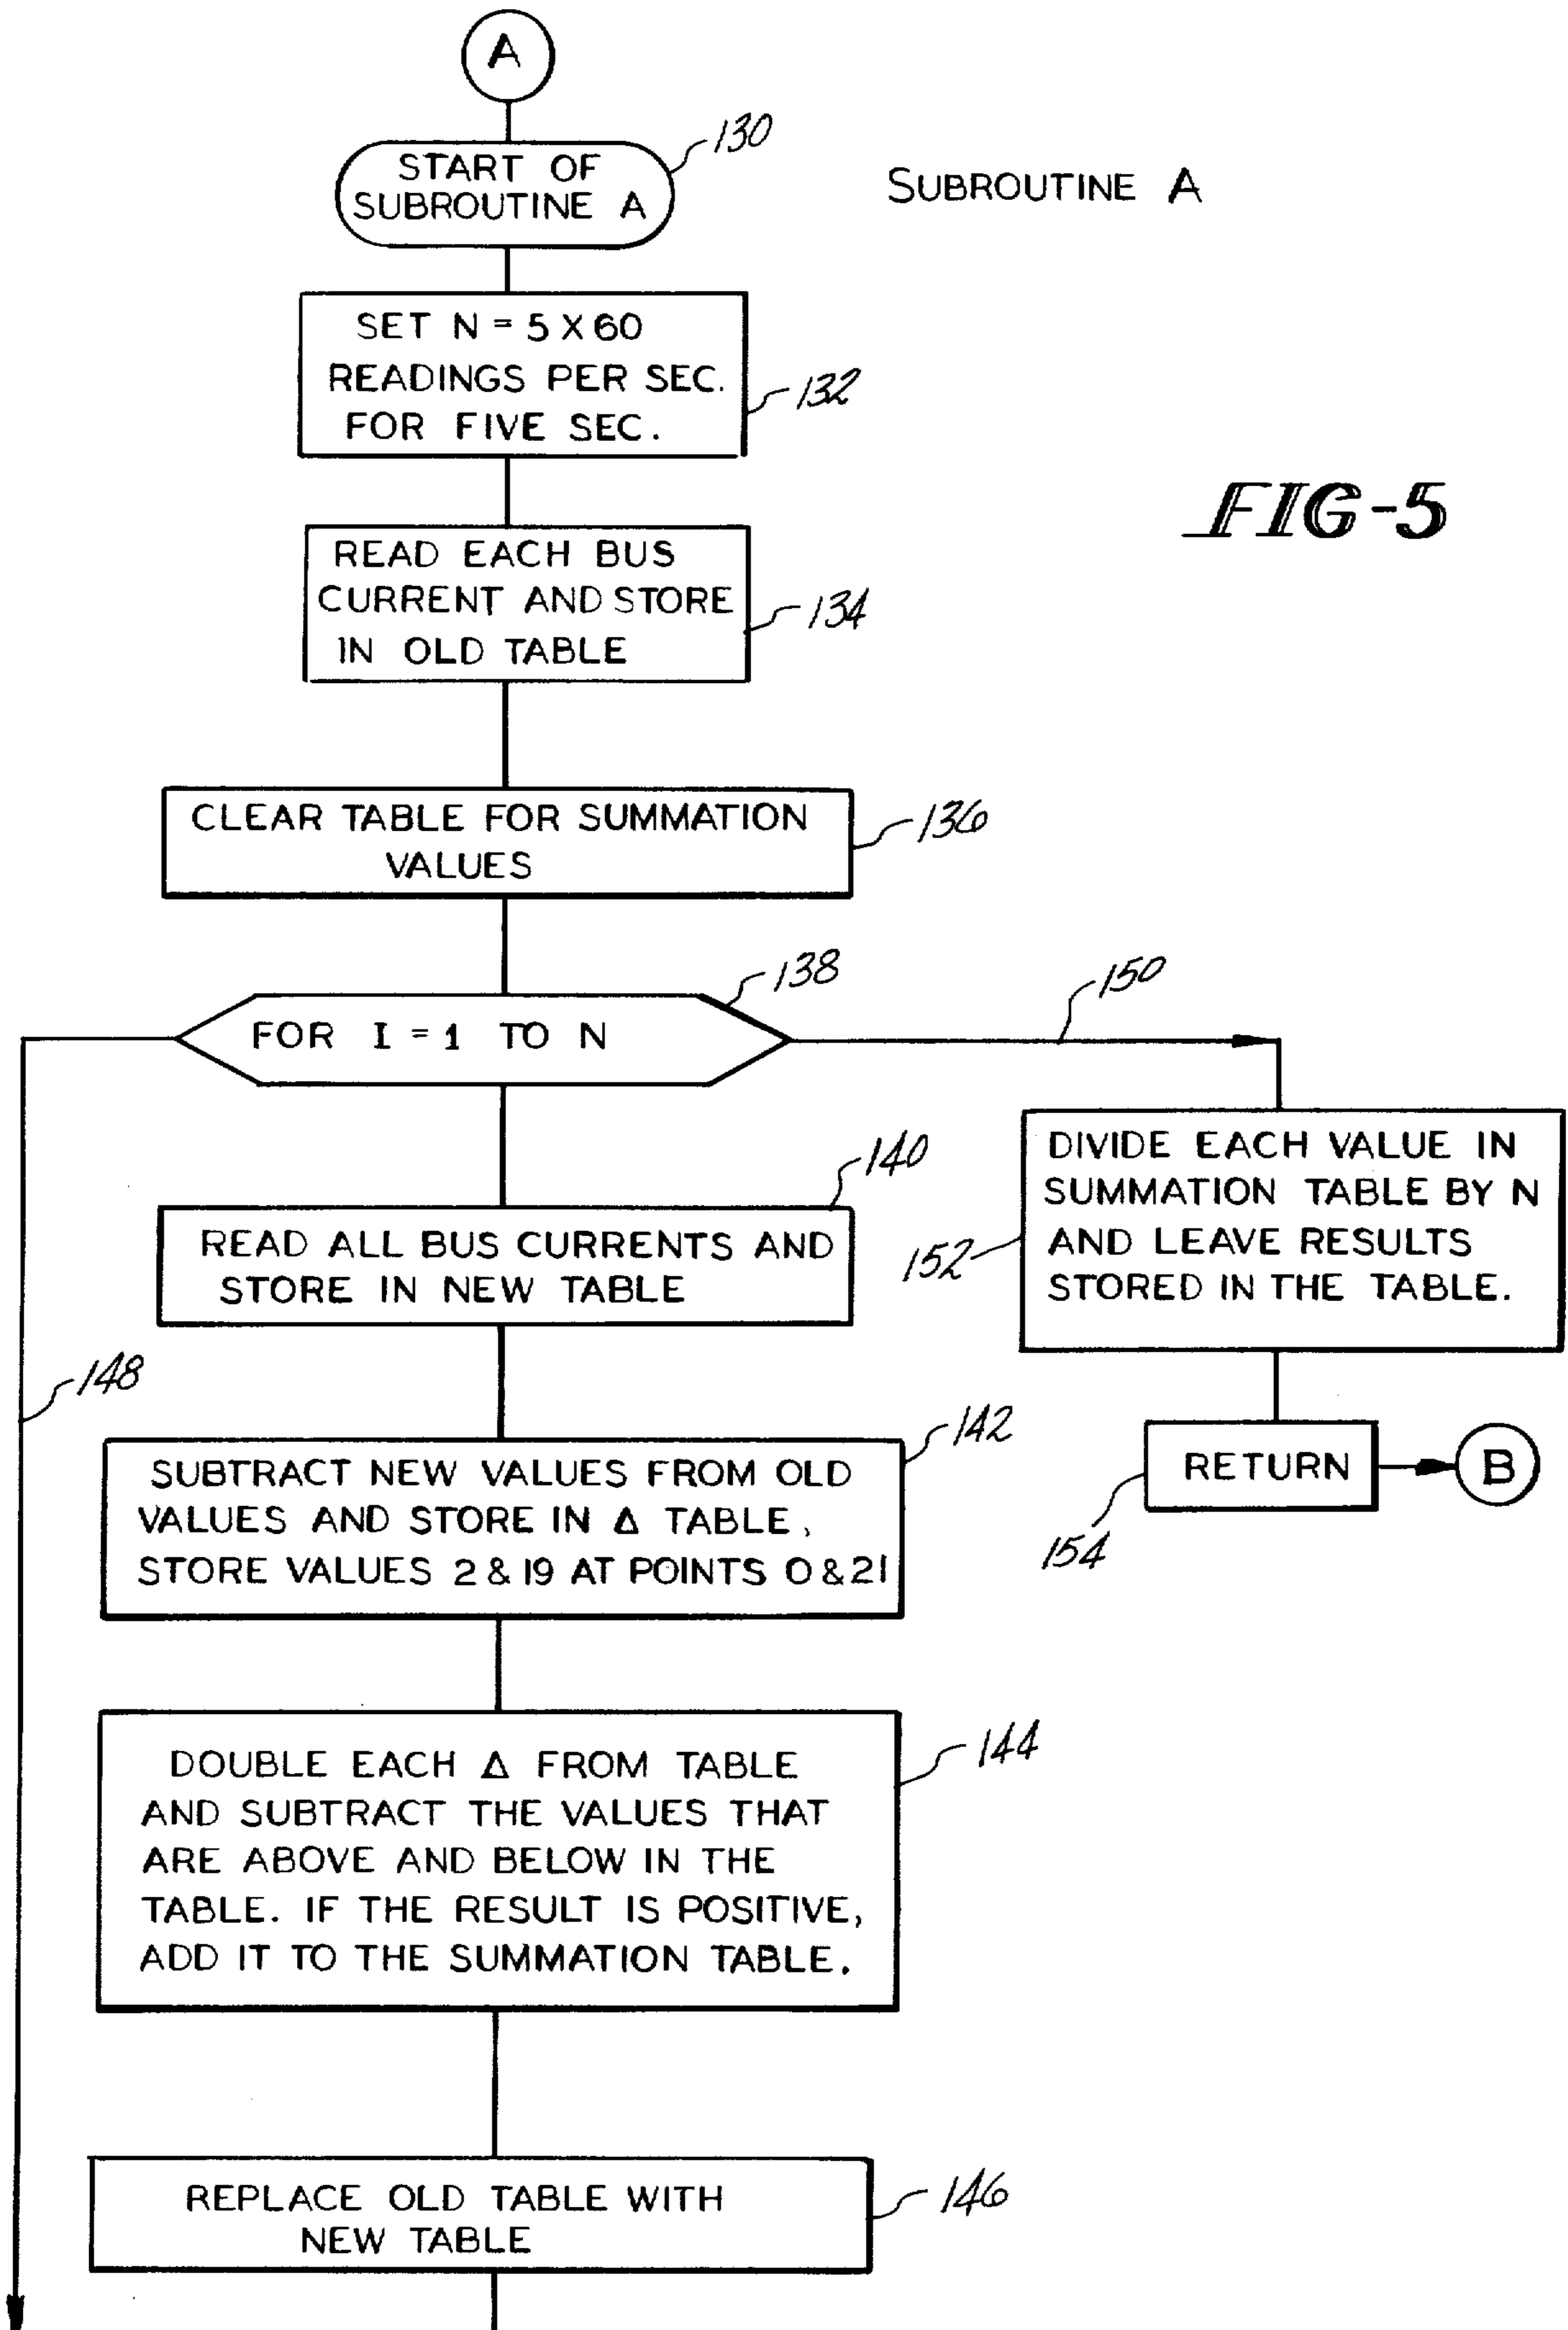 A
START OF
SUBROUTINE A
130
SUBROUTINE A
SET N = 5 X 60
READINGS PER SEC.
FOR FIVE SEC.
132
FIG-5
READ EACH BUS
CURRENT AND STORE
IN OLD TABLE
134
CLEAR TABLE FOR SUMMATION
VALUES
136
FOR I = 1 TO N
138
150
READ ALL BUS CURRENTS AND
STORE IN NEW TABLE
140
DIVIDE EACH VALUE IN
SUMMATION TABLE BY N
AND LEAVE RESULTS
STORED IN THE TABLE.
152
148
SUBTRACT NEW VALUES FROM OLD
VALUES AND STORE IN Δ TABLE,
STORE VALUES 2 & 19 AT POINTS 0 & 21
142
RETURN
B
154
DOUBLE EACH Δ FROM TABLE
AND SUBTRACT THE VALUES THAT
ARE ABOVE AND BELOW IN THE
TABLE. IF THE RESULT IS POSITIVE,
ADD IT TO THE SUMMATION TABLE.
144
REPLACE OLD TABLE WITH
NEW TABLE
146